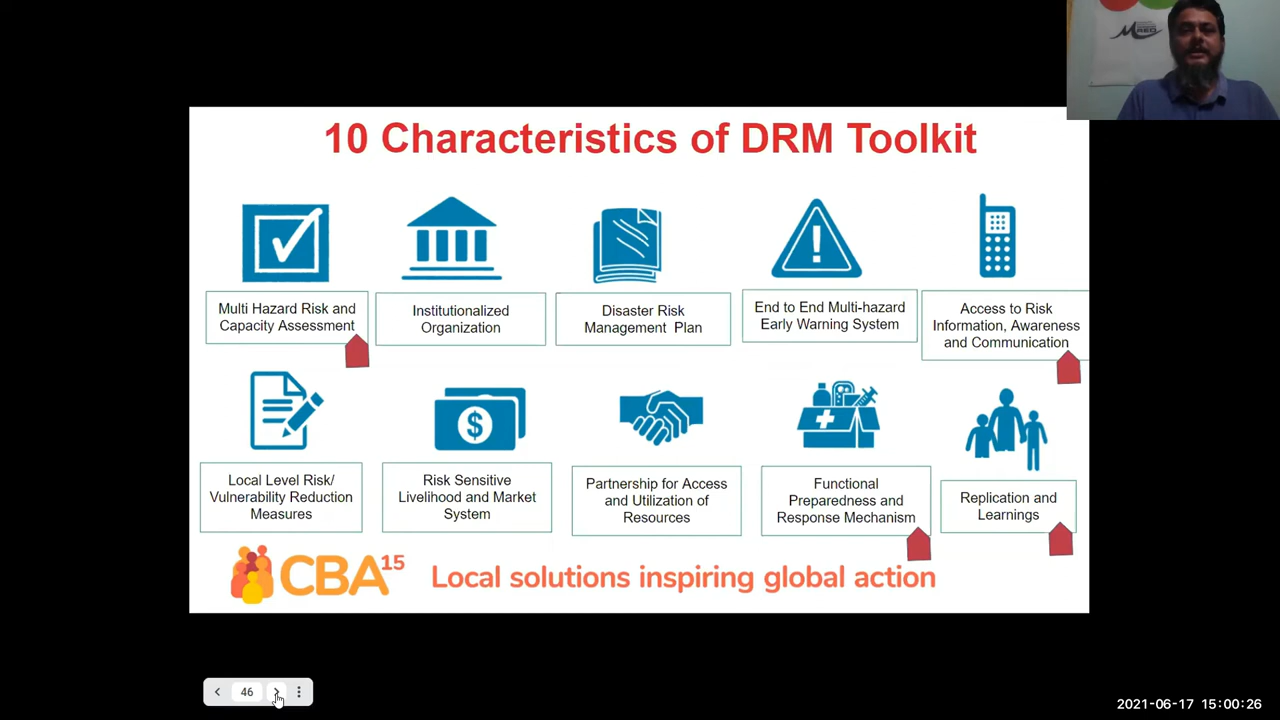 MRED
10 Characteristics of DRM Toolkit
Multi Hazard Risk and
Capacity Assessment
Institutionalized
Organization
Disaster Risk
Management Plan
End to End Multi-hazard
Early Warning System
Access to Risk
Information, Awareness
and Communication
Local Level Risk/
Vulnerability Reduction
Measures
Risk Sensitive
Livelihood and Market
System
Partnership for Access
and Utilization of
Resources
Functional
Preparedness and
Response Mechanism
Replication and
Learnings
CBA15
Local solutions inspiring global action
46
2021-06-17 15:00:26